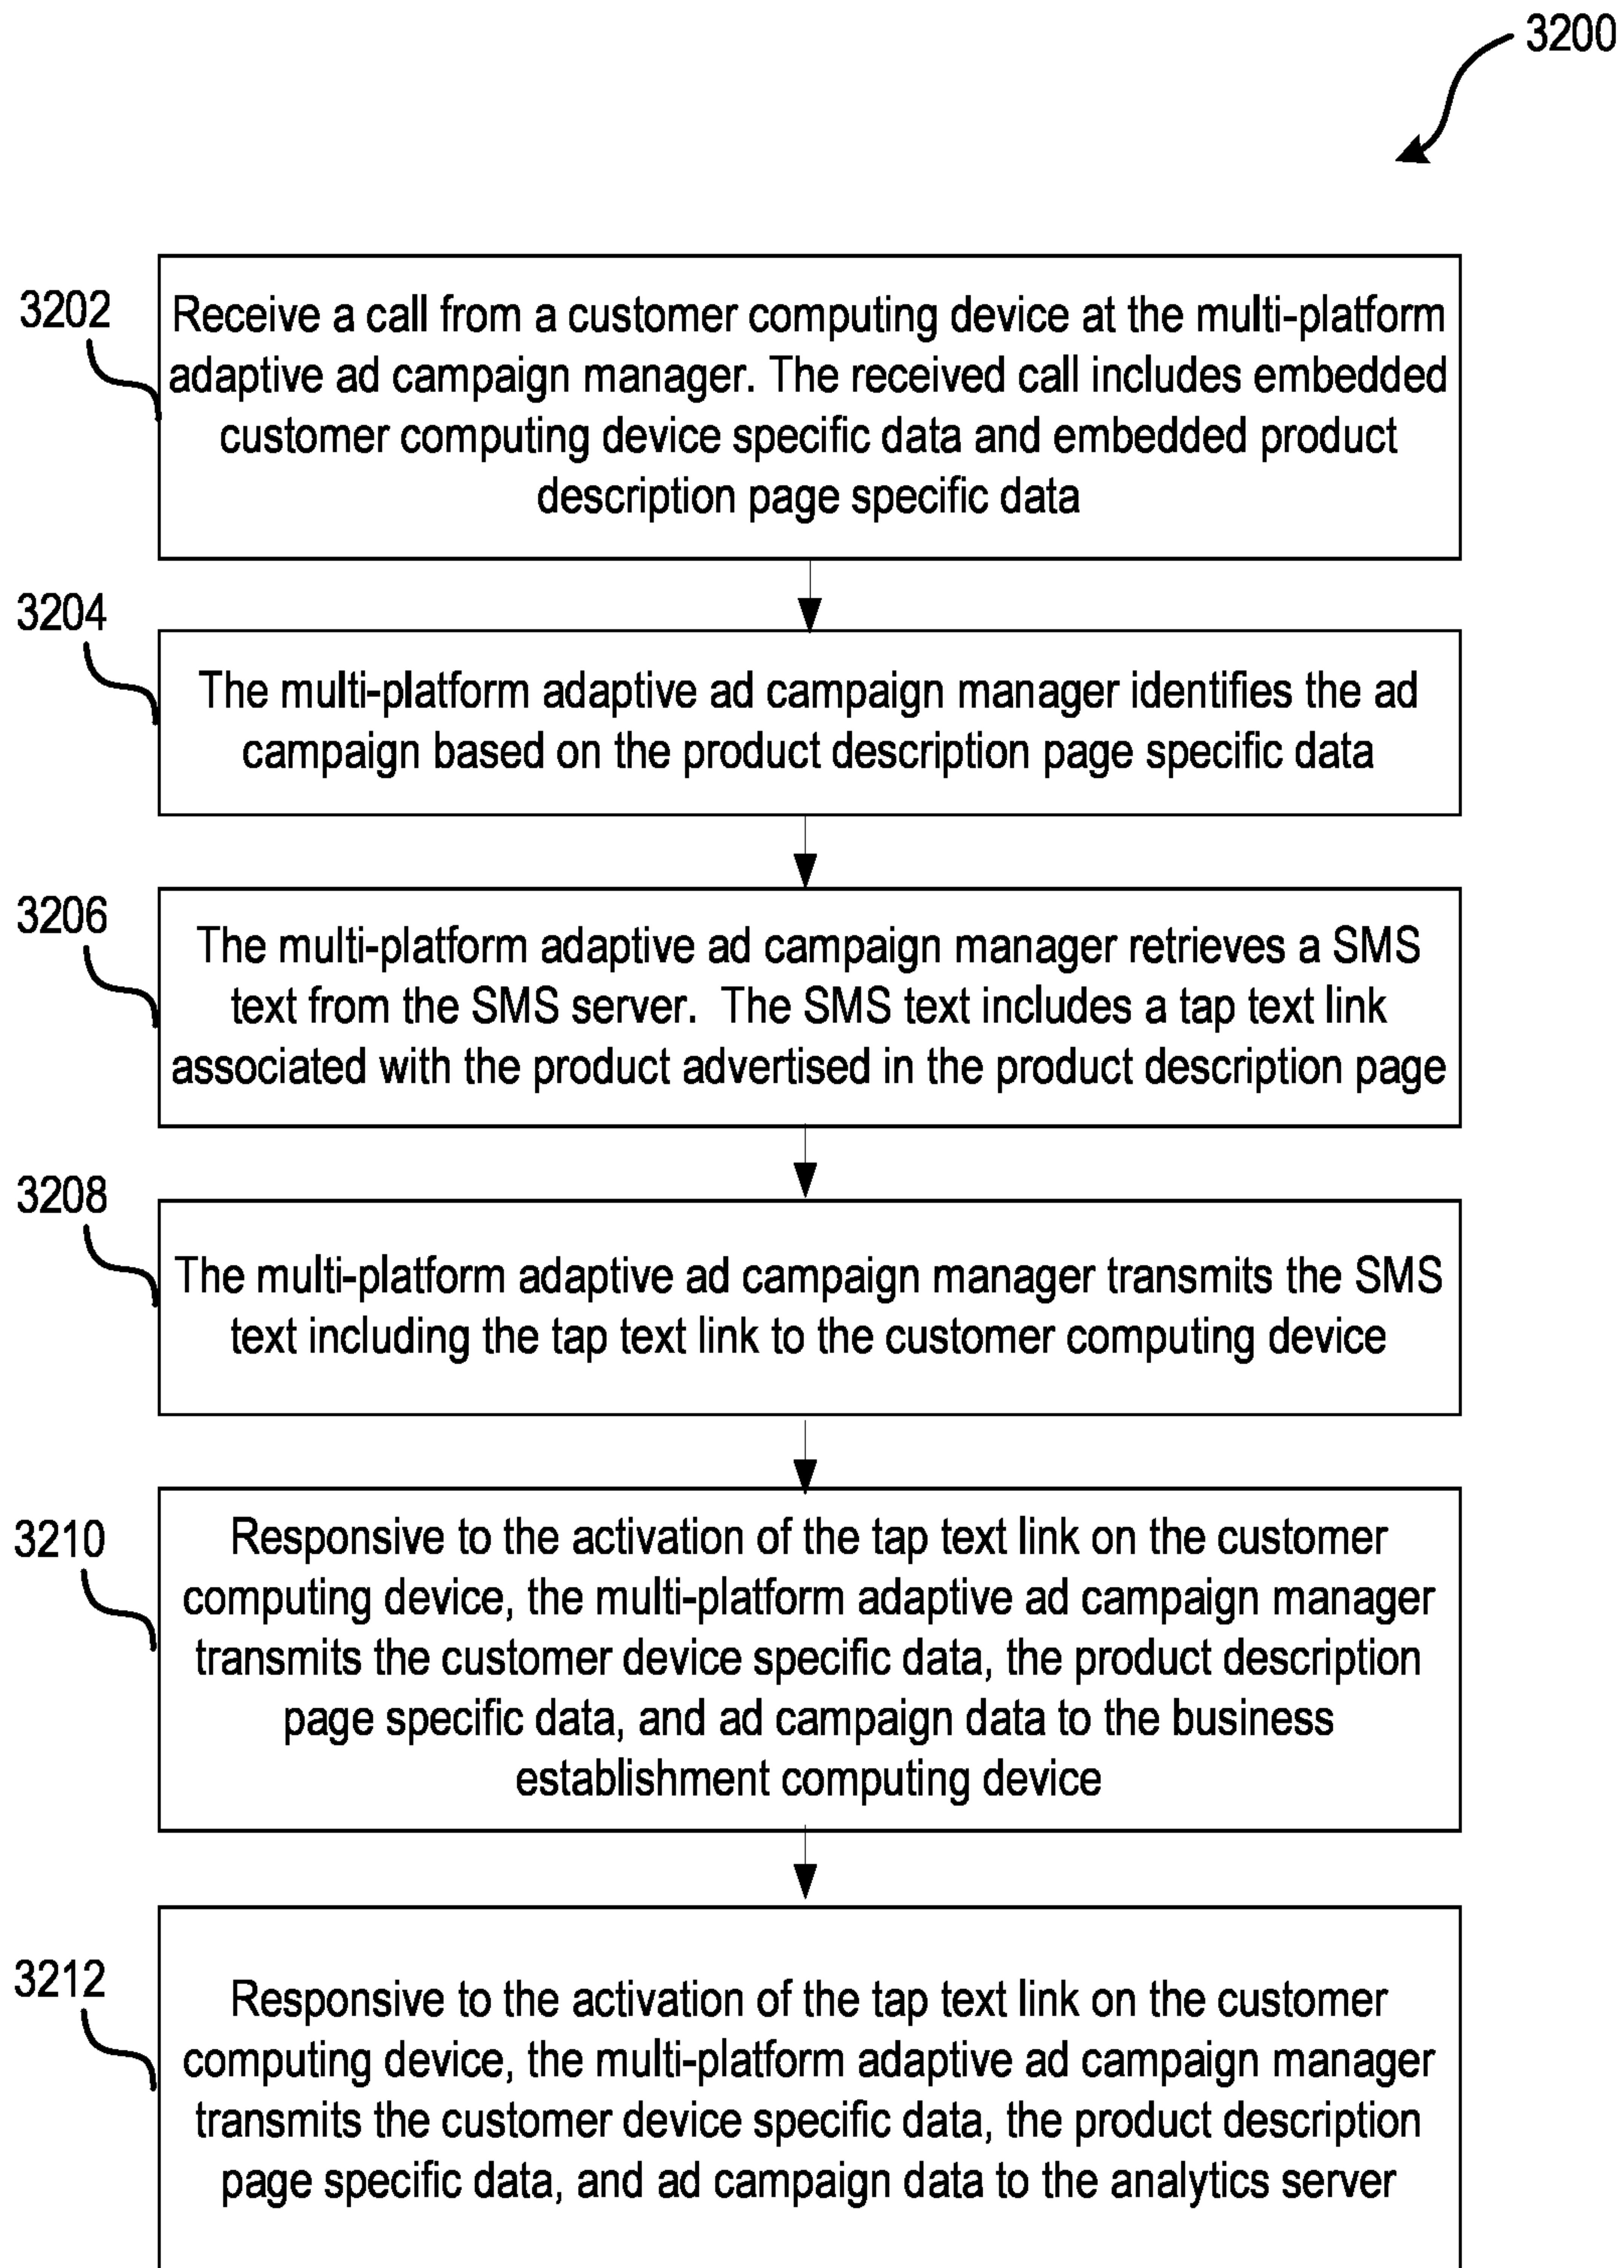 3200
3202
Receive a call from a customer computing device at the multi-platform
adaptive ad campaign manager. The received call includes embedded
customer computing device specific data and embedded product
description page specific data
3204
The multi-platform adaptive ad campaign manager identifies the ad
campaign based on the product description page specific data
3206
The multi-platform adaptive ad campaign manager retrieves a SMS
text from the SMS server. The SMS text includes a tap text link
associated with the product advertised in the product description page
3208
The multi-platform adaptive ad campaign manager transmits the SMS
text including the tap text link to the customer computing device
3210
Responsive to the activation of the tap text link on the customer
computing device, the multi-platform adaptive ad campaign manager
transmits the customer device specific data, the product description
page specific data, and ad campaign data to the business
establishment computing device
3212
Responsive to the activation of the tap text link on the customer
computing device, the multi-platform adaptive ad campaign manager
transmits the customer device specific data, the product description
page specific data, and ad campaign data to the analytics server